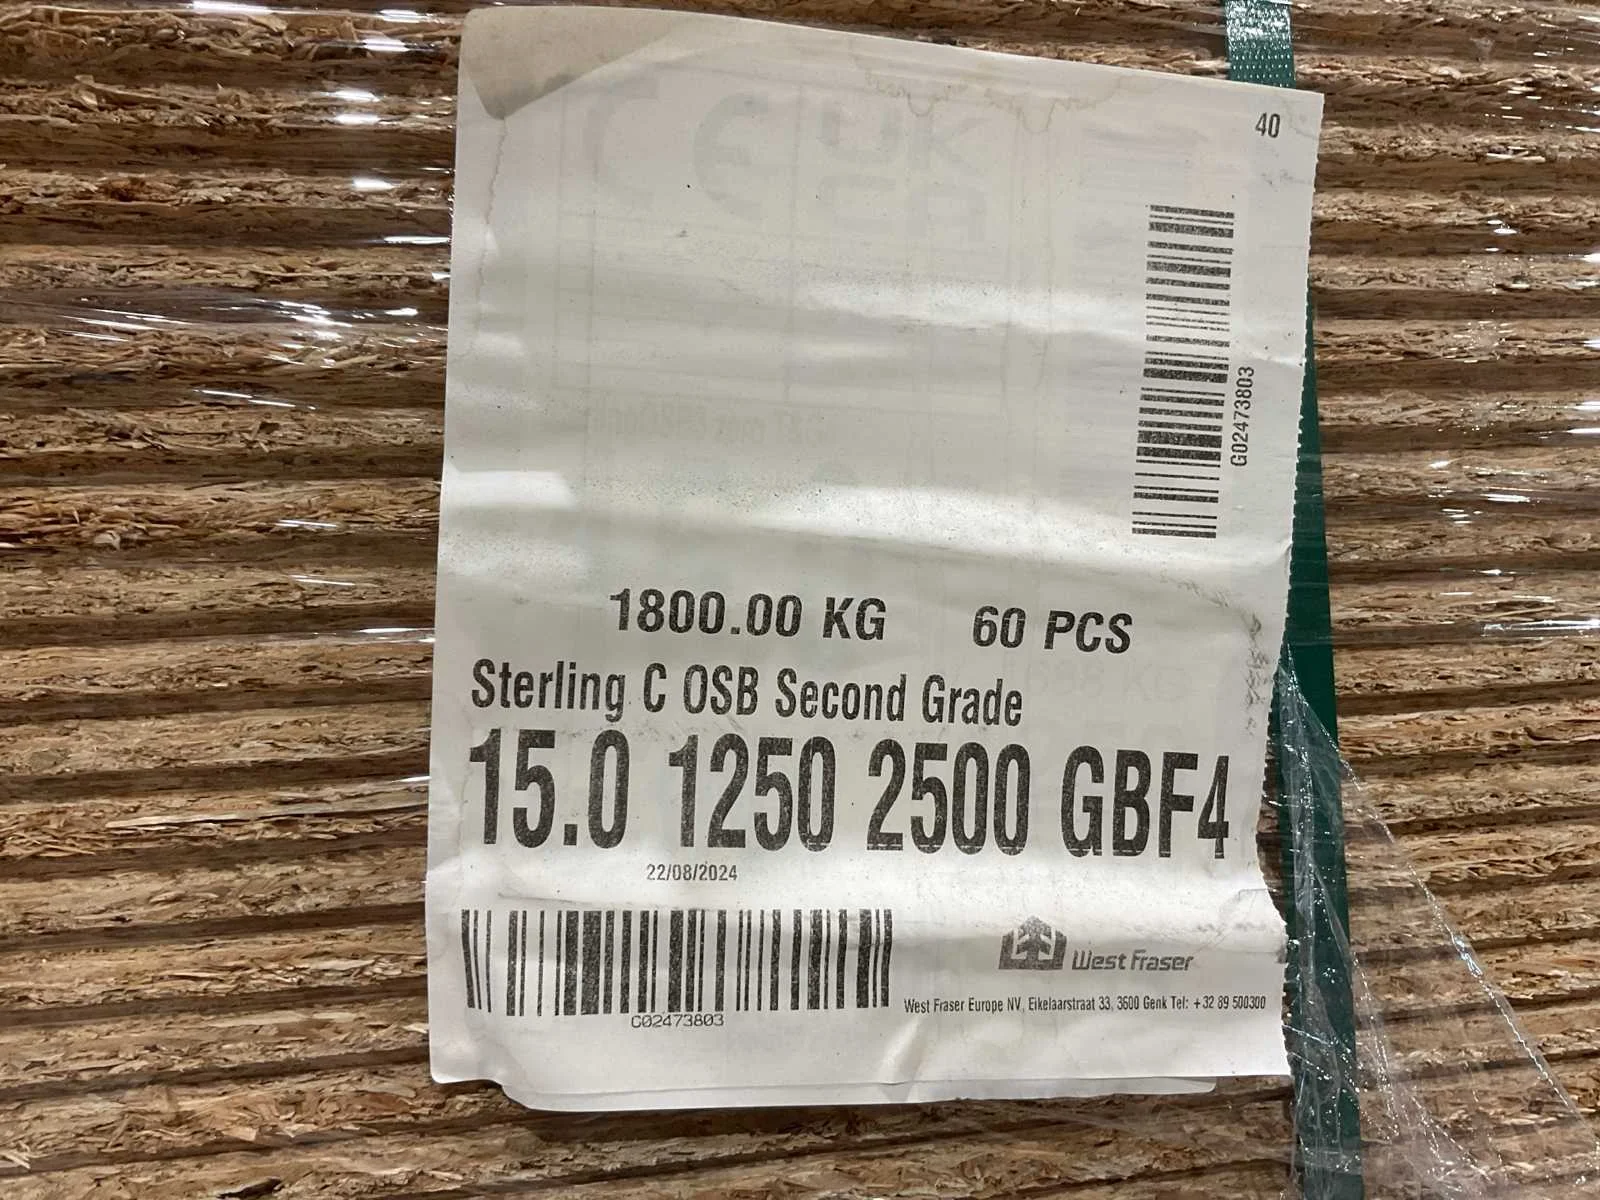 40
G02473803
1800.00 KG 60 PCS
Sterling C OSB Second Grade
15.0 1250 2500 GBF4
22/08/2024
G02473803
West Fraser
West Fraser Europe NV, Eikelaarstraat 33, 3600 Genk Tel: +32 89 500300